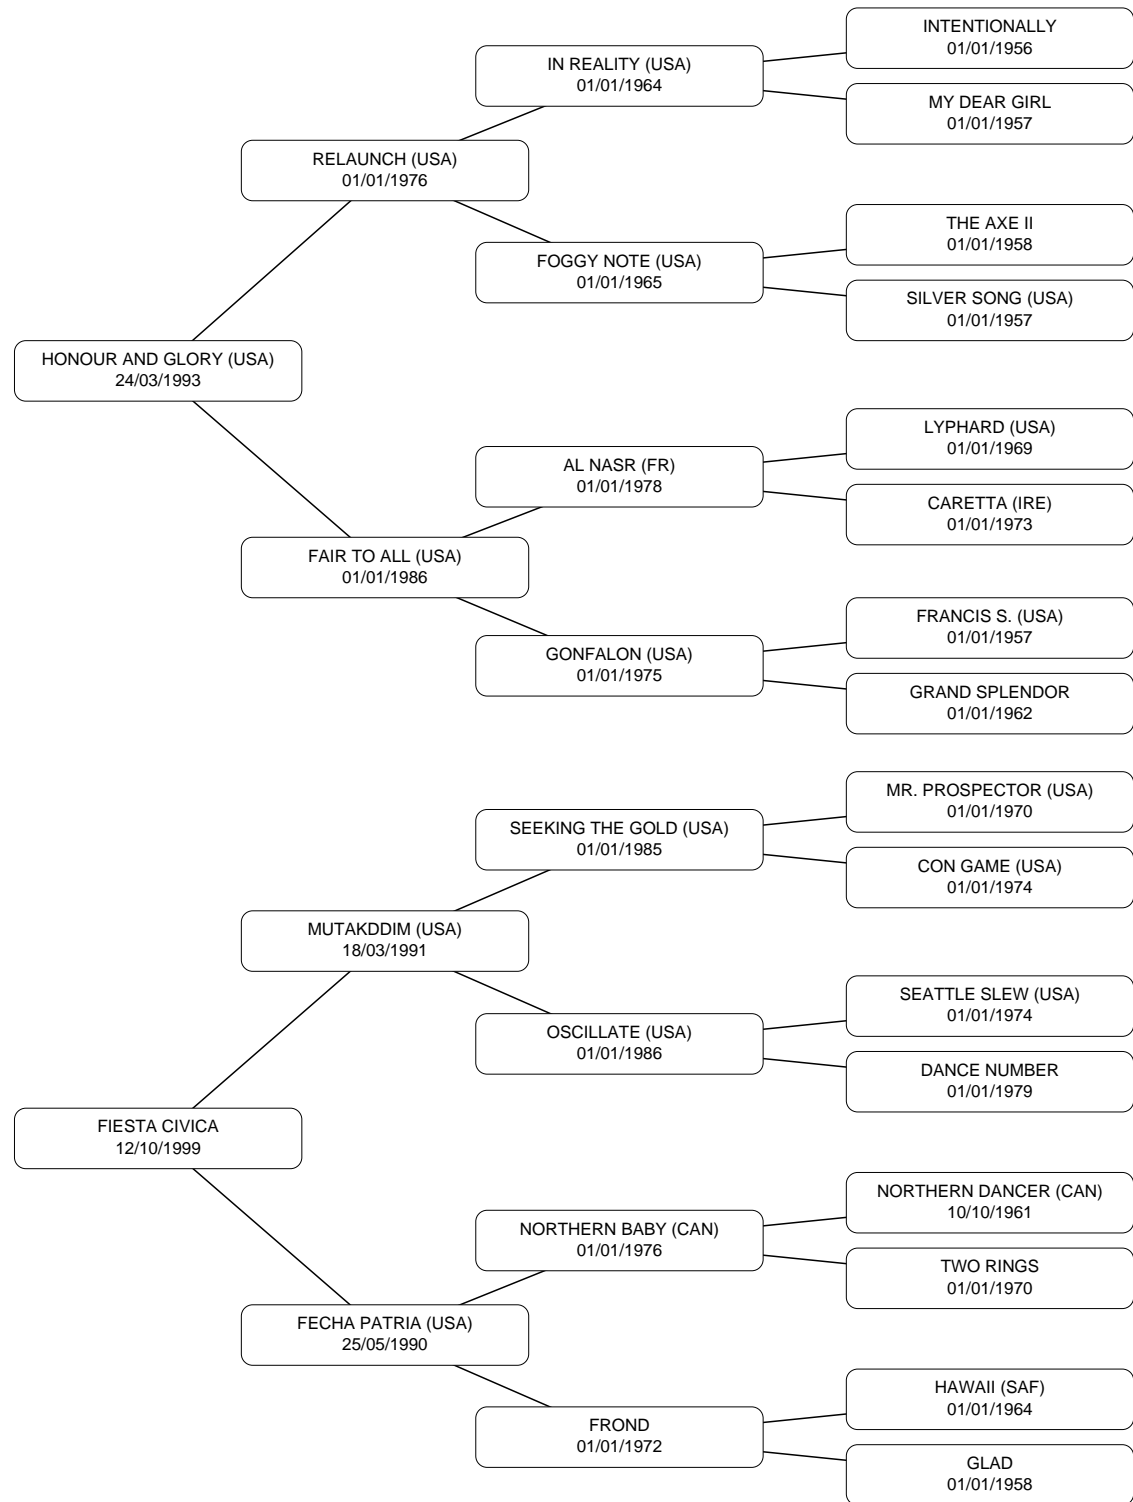 INTENTIONALLY
01/01/1956
IN REALITY (USA)
01/01/1964
MY DEAR GIRL
01/01/1957
RELAUNCH (USA)
01/01/1976
THE AXE II
01/01/1958
FOGGY NOTE (USA)
01/01/1965
SILVER SONG (USA)
01/01/1957
HONOUR AND GLORY (USA)
24/03/1993
LYPHARD (USA)
01/01/1969
AL NASR (FR)
01/01/1978
CARETTA (IRE)
01/01/1973
FAIR TO ALL (USA)
01/01/1986
FRANCIS S. (USA)
01/01/1957
GONFALON (USA)
01/01/1975
GRAND SPLENDOR
01/01/1962
MR. PROSPECTOR (USA)
01/01/1970
SEEKING THE GOLD (USA)
01/01/1985
CON GAME (USA)
01/01/1974
MUTAKDDIM (USA)
18/03/1991
SEATTLE SLEW (USA)
01/01/1974
OSCILLATE (USA)
01/01/1986
DANCE NUMBER
01/01/1979
FIESTA CIVICA
12/10/1999
NORTHERN DANCER (CAN)
10/10/1961
NORTHERN BABY (CAN)
01/01/1976
TWO RINGS
01/01/1970
FECHA PATRIA (USA)
25/05/1990
HAWAII (SAF)
01/01/1964
FROND
01/01/1972
GLAD
01/01/1958